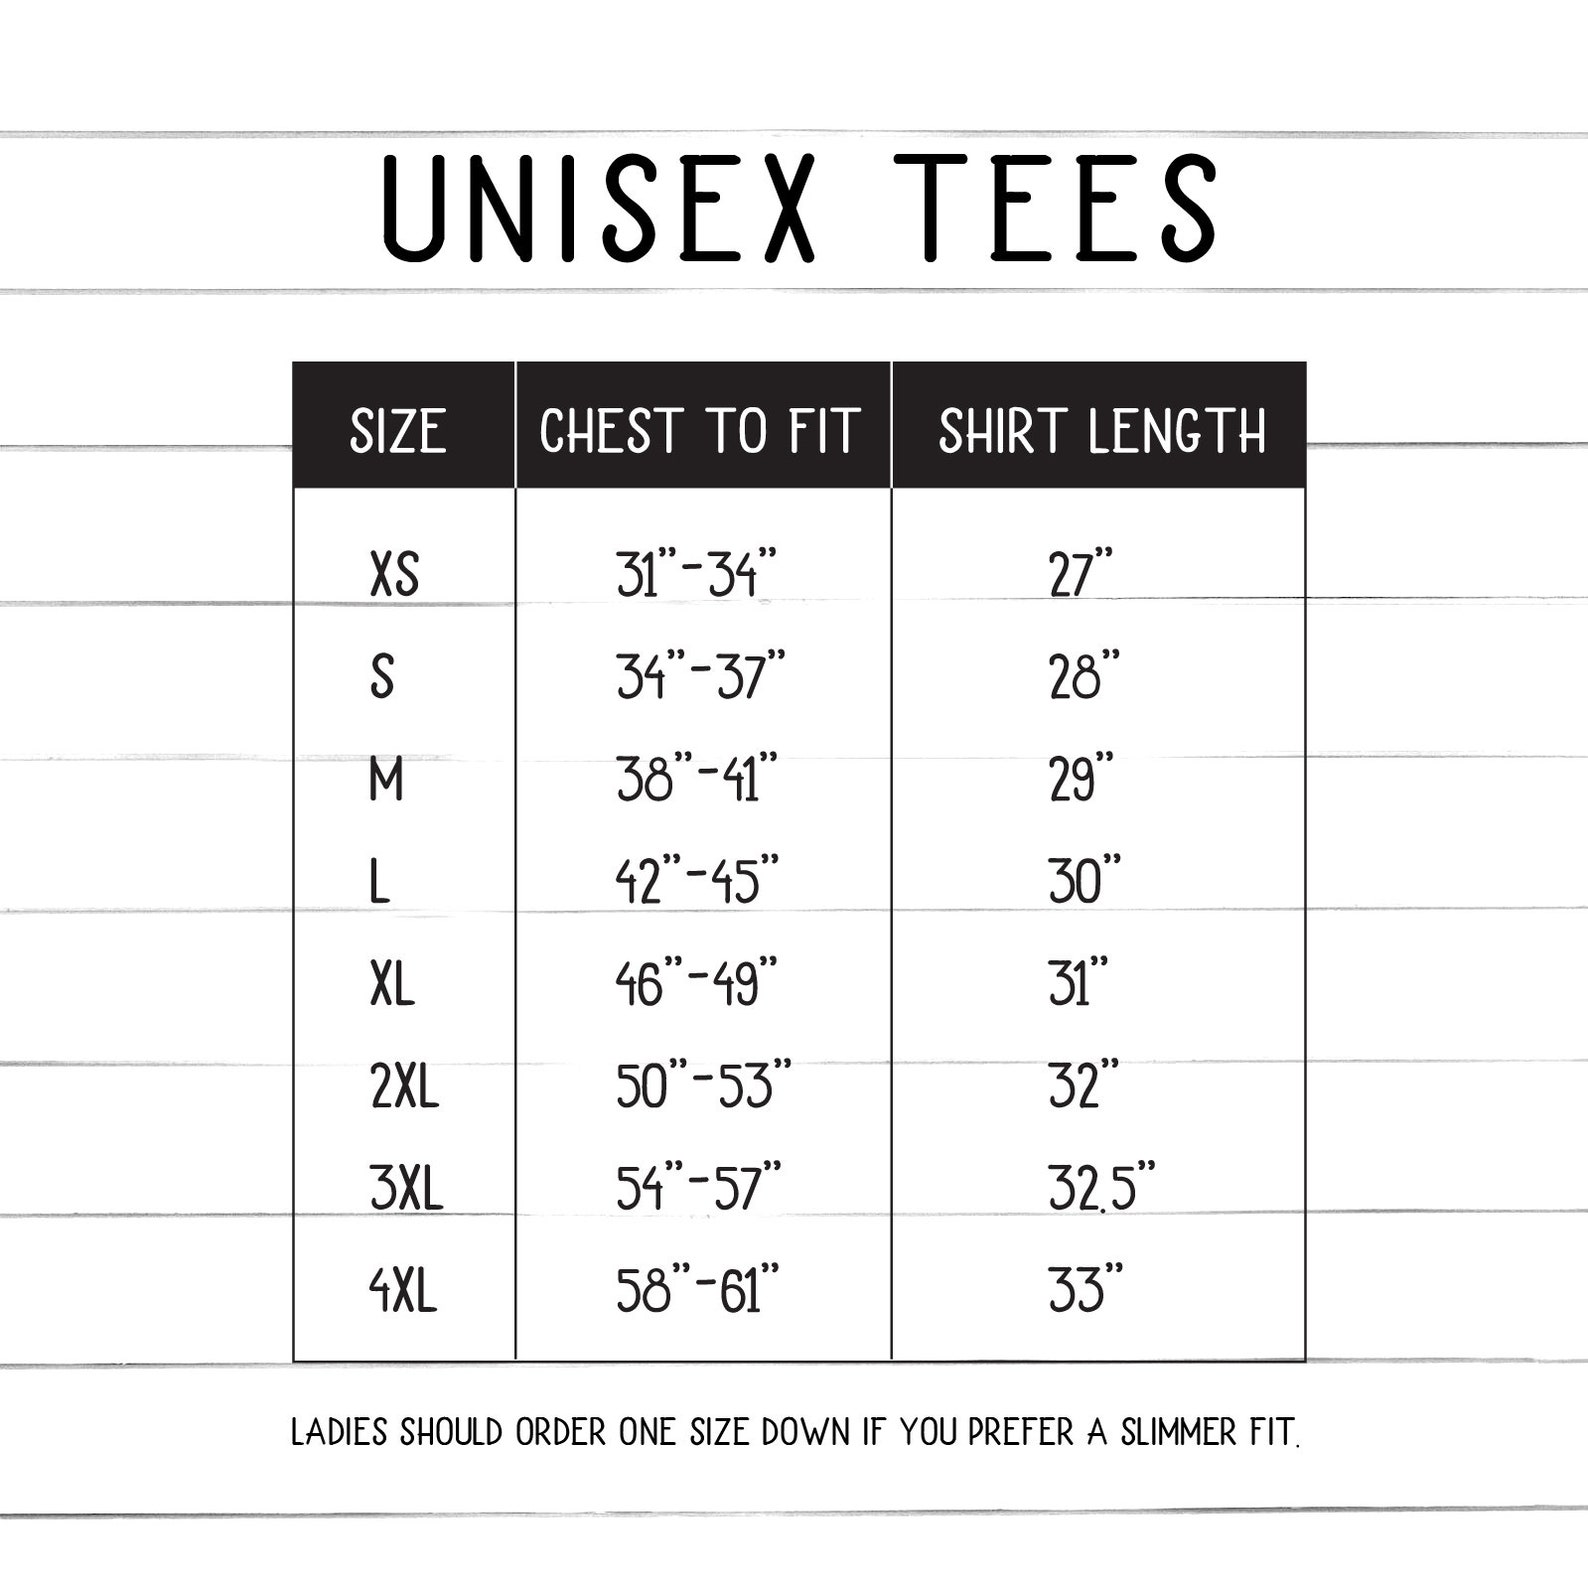 UNISEX TEES
SIZE CHEST TO FIT SHIRT LENGTH
XS 31”-34” 27”
S 34”-37” 28”
M 38”-41” 29”
L 42”-45” 30”
XL 46”-49” 31”
2XL 50”-53” 32”
3XL 54”-57” 32.5”
4XL 58”-61” 33”
LADIES SHOULD ORDER ONE SIZE DOWN IF YOU PREFER A SLIMMER FIT.